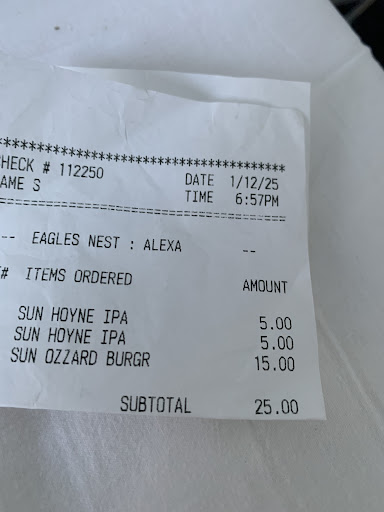 ****************************************
HECK # 112250 DATE 1/12/25
AME S TIME 6:57PM
========================================
-- EAGLES NEST : ALEXA --
# ITEMS ORDERED AMOUNT
SUN HOYNE IPA 5.00
SUN HOYNE IPA 5.00
SUN OZZARD BURGR 15.00
SUBTOTAL 25.00